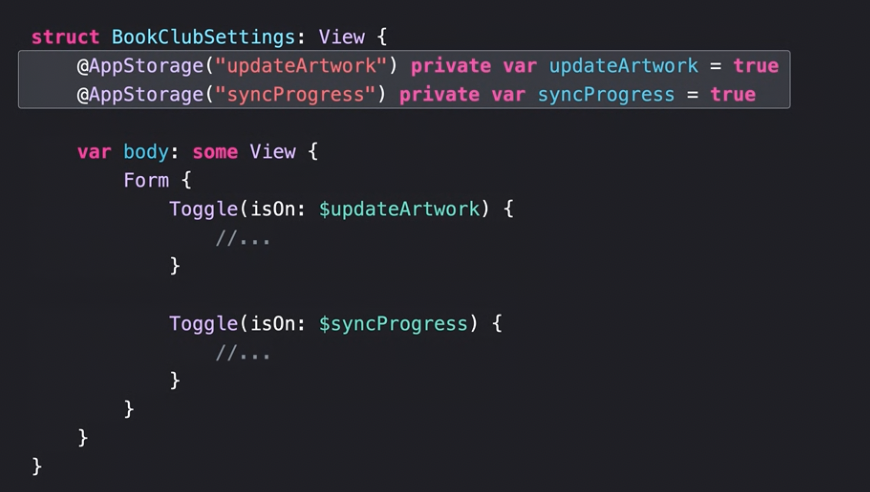 struct BookClubSettings: View {
    @AppStorage("updateArtwork") private var updateArtwork = true
    @AppStorage("syncProgress") private var syncProgress = true

    var body: some View {
        Form {
            Toggle(isOn: $updateArtwork) {
                //...
            }

            Toggle(isOn: $syncProgress) {
                //...
            }
        }
    }
}